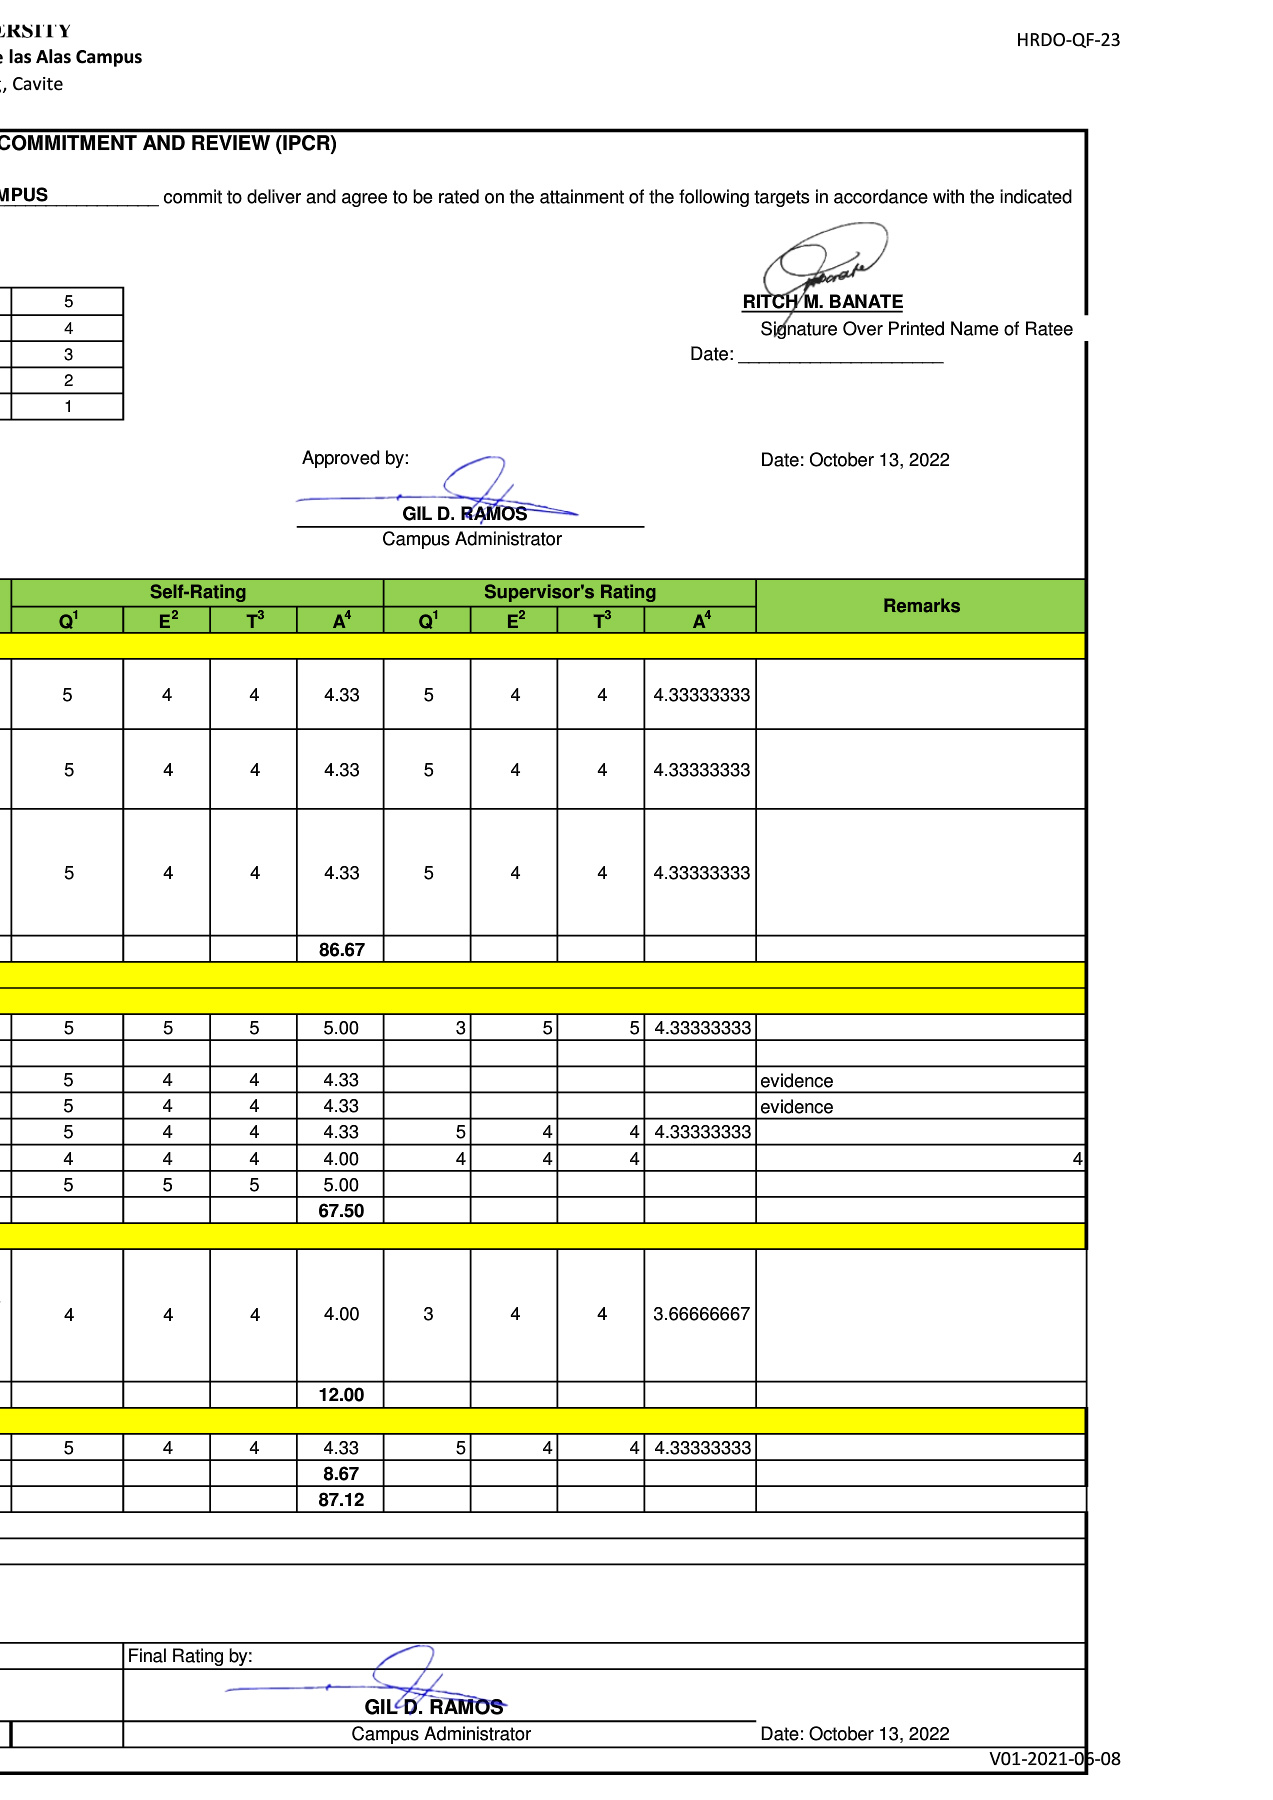 ERSITY
e las Alas Campus
HRDO-QF-23
, Cavite
COMMITMENT AND REVIEW (IPCR)
MPUS ____________ commit to deliver and agree to be rated on the attainment of the following targets in accordance with the indicated
5
RITCH M. BANATE
4
Signature Over Printed Name of Ratee
3
Date: ____________________
2
1
Approved by:
Date: October 13, 2022
GIL D. RAMOS
Campus Administrator
Self-Rating Supervisor's Rating Remarks
Q1 E2 T3 A4 Q1 E2 T3 A4
5 4 4 4.33 5 4 4 4.33333333
5 4 4 4.33 5 4 4 4.33333333
5 4 4 4.33 5 4 4 4.33333333
86.67
5 5 5 5.00 3 5 5 4.33333333
5 4 4 4.33 evidence
5 4 4 4.33 evidence
5 4 4 4.33 5 4 4 4.33333333
4 4 4 4.00 4 4 4 4
5 5 5 5.00
67.50
4 4 4 4.00 3 4 4 3.66666667
12.00
5 4 4 4.33 5 4 4 4.33333333
8.67
87.12
Final Rating by:
GIL D. RAMOS
Campus Administrator Date: October 13, 2022
V01-2021-06-08